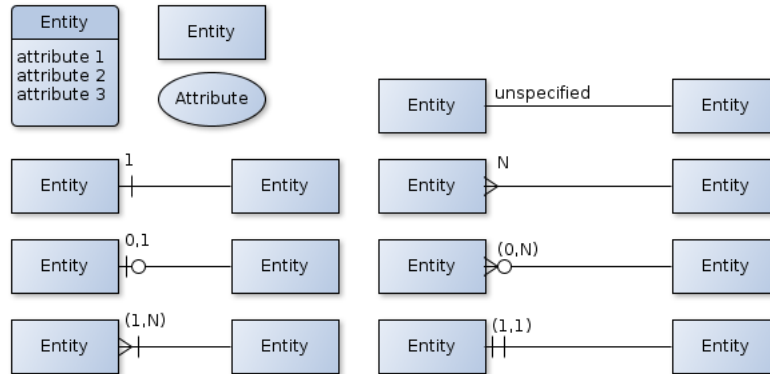 Entity
attribute 1
attribute 2
attribute 3
Entity
Attribute
Entity unspecified Entity
Entity 1 Entity
Entity N Entity
Entity 0,1 Entity
Entity (0,N) Entity
Entity (1,N) Entity
Entity (1,1) Entity